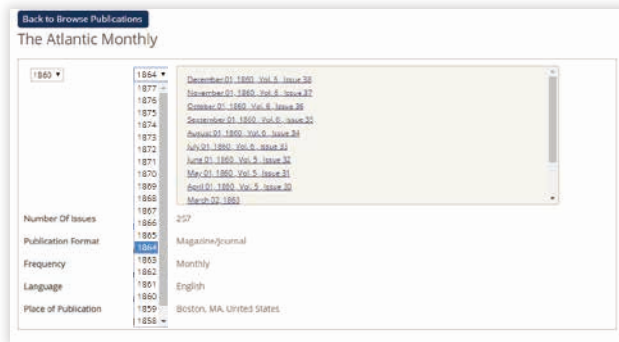 Back to Browse Publications
The Atlantic Monthly
1860
1864
1877
1876
1875
1874
1873
1872
1871
1870
1869
1868
1867
1866
1865
1864
1863
1862
1861
1860
1859
1858
December 01, 1860, Vol. 6, Issue 38
November 01, 1860, Vol. 6, Issue 37
October 01, 1860, Vol. 6, Issue 36
September 01, 1860, Vol. 6, Issue 35
August 01, 1860, Vol. 6, Issue 34
July 01, 1860, Vol. 6, Issue 33
June 01, 1860, Vol. 5, Issue 32
May 01, 1860, Vol. 5, Issue 31
April 01, 1860, Vol. 5, Issue 30
March 02, 1860
Number Of Issues 257
Publication Format Magazine/Journal
Frequency Monthly
Language English
Place of Publication Boston, MA, United States